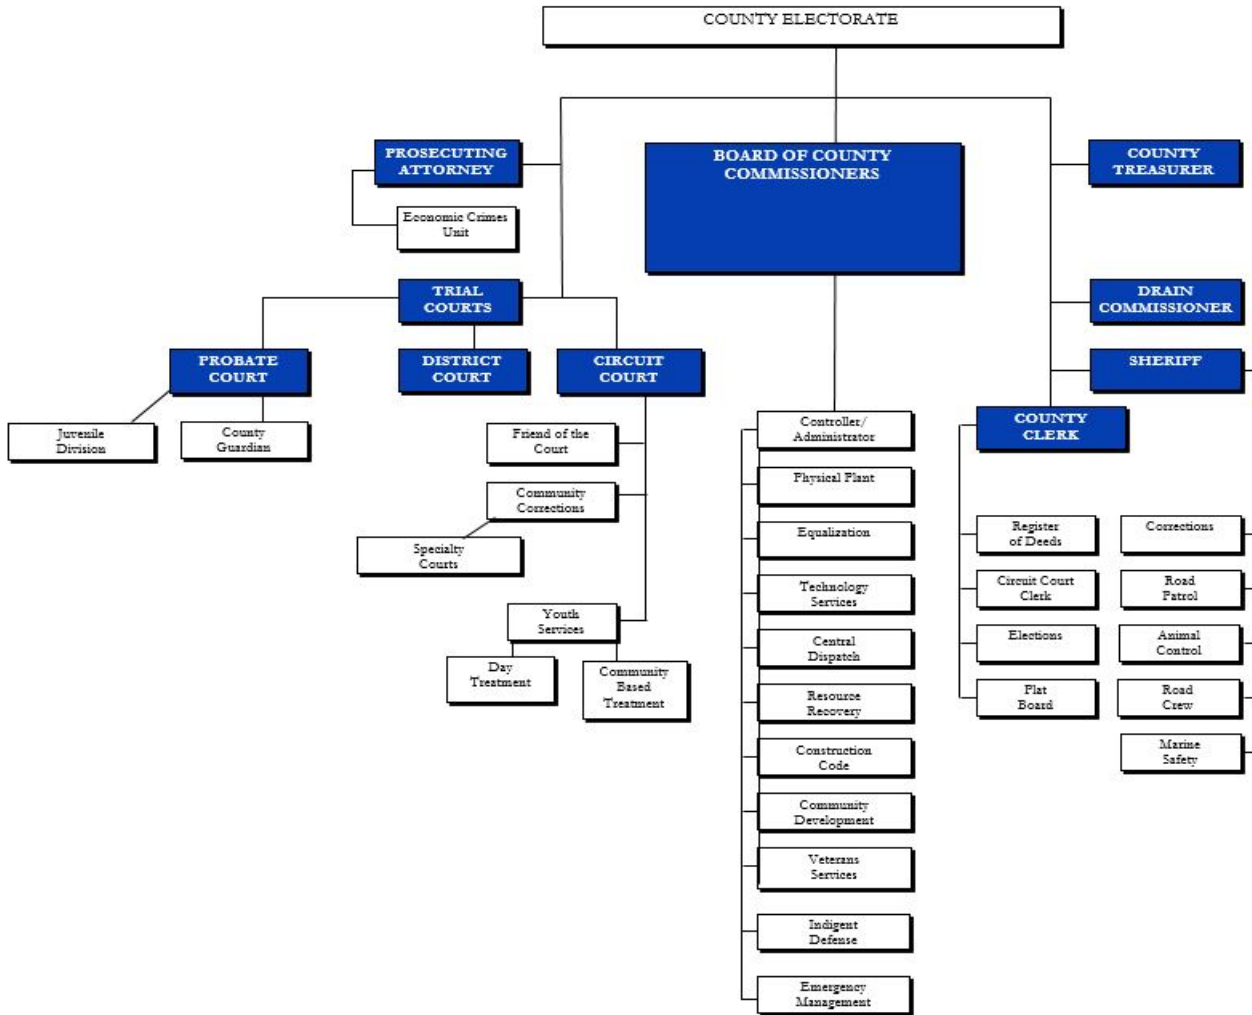 COUNTY ELECTORATE
PROSECUTING
ATTORNEY
BOARD OF COUNTY
COMMISSIONERS
COUNTY
TREASURER
Economic Crimes
Unit
TRIAL
COURTS
DRAIN
COMMISSIONER
PROBATE
COURT
DISTRICT
COURT
CIRCUIT
COURT
SHERIFF
COUNTY
CLERK
Juvenile
Division
County
Guardian
Friend of the
Court
Community
Corrections
Specialty
Courts
Youth
Services
Day
Treatment
Community
Based
Treatment
Controller/
Administrator
Physical Plant
Equalization
Technology
Services
Central
Dispatch
Resource
Recovery
Construction
Code
Community
Development
Veterans
Services
Indigent
Defense
Emergency
Management
Register
of Deeds
Circuit Court
Clerk
Elections
Plat
Board
Corrections
Road
Patrol
Animal
Control
Road
Crew
Marine
Safety